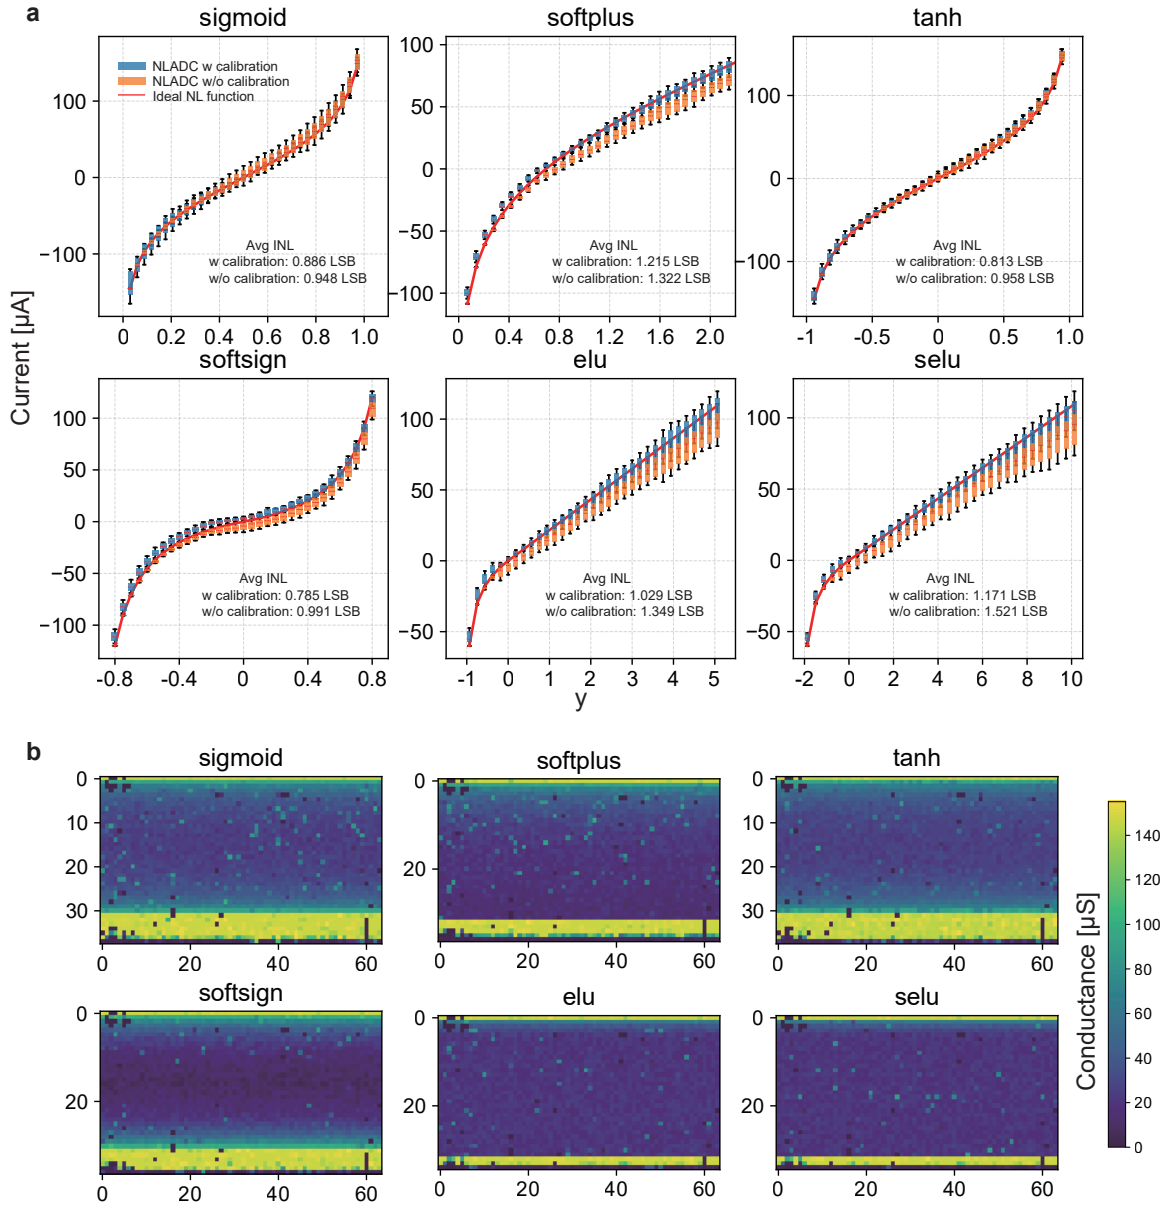 a
sigmoid
softplus
tanh
NLADC w calibration
NLADC w/o calibration
Ideal NL function
100
0
−100
100
50
0
−50
−100
100
0
−100
Avg INL
w calibration: 0.886 LSB
w/o calibration: 0.948 LSB
Avg INL
w calibration: 1.215 LSB
w/o calibration: 1.322 LSB
Avg INL
w calibration: 0.813 LSB
w/o calibration: 0.958 LSB
0 0.2 0.4 0.6 0.8 1.0
0 0.4 0.8 1.2 1.6 2.0
-1 -0.5 0 0.5 1.0
Current [µA]
softsign
elu
selu
100
50
0
−50
−100
100
50
0
−50
100
50
0
−50
Avg INL
w calibration: 0.785 LSB
w/o calibration: 0.991 LSB
Avg INL
w calibration: 1.029 LSB
w/o calibration: 1.349 LSB
Avg INL
w calibration: 1.171 LSB
w/o calibration: 1.521 LSB
-0.8 -0.4 0 0.4 0.8
-1 0 1 2 3 4 5
-2 0 2 4 6 8 10
y
b
sigmoid
softplus
tanh
0
10
20
30
0 20 40 60
0
20
0 20 40 60
0
10
20
30
0 20 40 60
softsign
elu
selu
0
20
0 20 40 60
0
20
0 20 40 60
0
20
0 20 40 60
Conductance [µS]
140
120
100
80
60
40
20
0